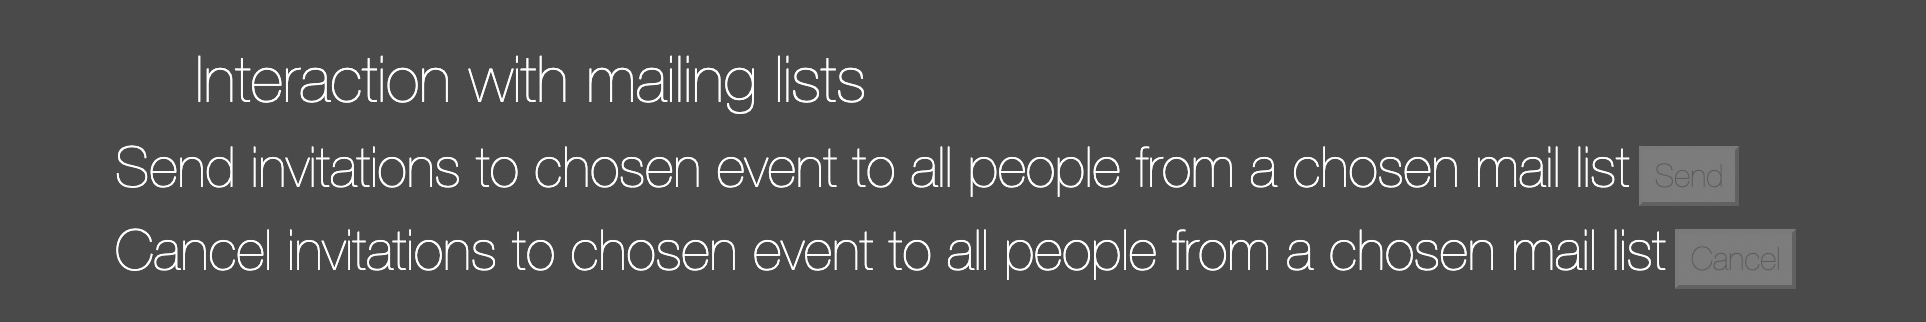 Interaction with mailing lists
Send invitations to chosen event to all people from a chosen mail list Send
Cancel invitations to chosen event to all people from a chosen mail list Cancel